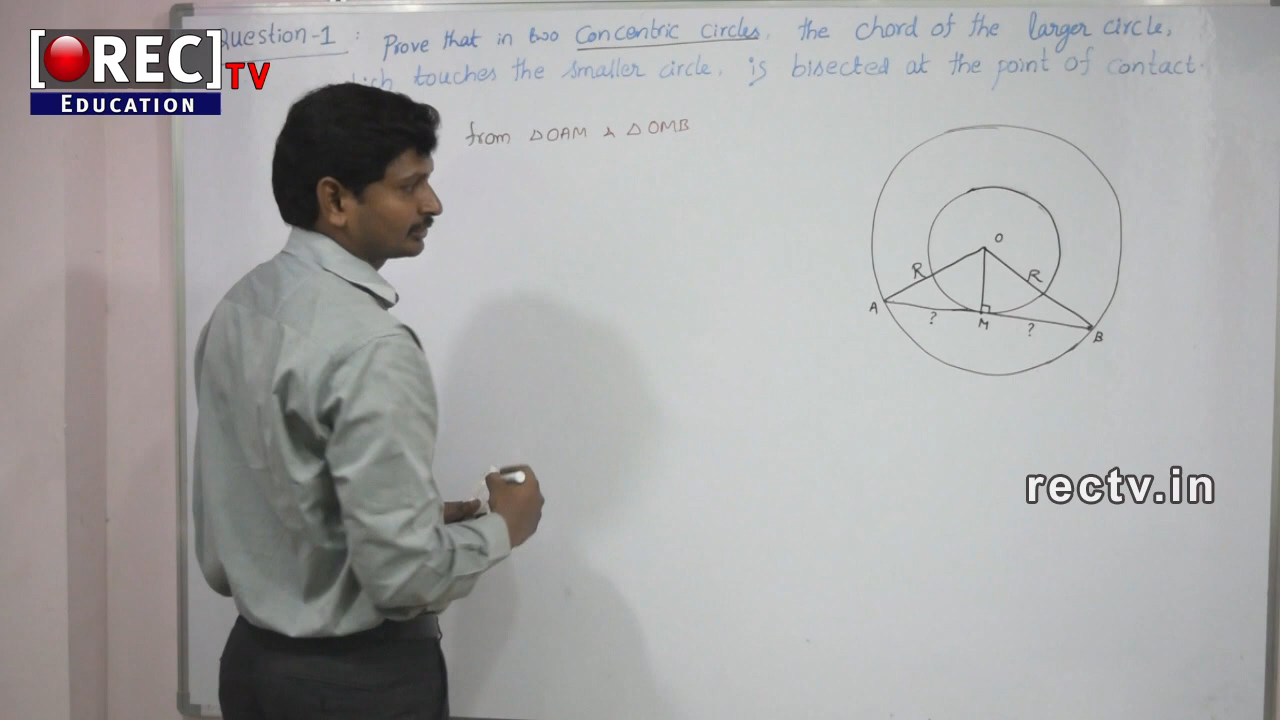 [REC] TV
EDUCATION
Question-1 : Prove that in two Concentric Circles, the chord of the larger circle,
touches the smaller circle, is bisected at the point of contact.
from △OAM & △OMB
O
R R
A ? M ? B
rectv.in